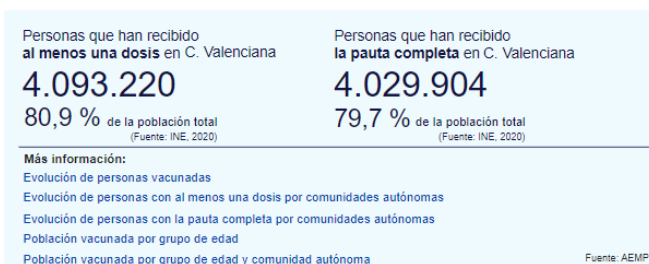 Personas que han recibido
al menos una dosis en C. Valenciana
4.093.220
80,9 % de la población total
(Fuente: INE, 2020)
Personas que han recibido
la pauta completa en C. Valenciana
4.029.904
79,7 % de la población total
(Fuente: INE, 2020)
Más información:
Evolución de personas vacunadas
Evolución de personas con al menos una dosis por comunidades autónomas
Evolución de personas con la pauta completa por comunidades autónomas
Población vacunada por grupo de edad
Población vacunada por grupo de edad y comunidad autónoma
Fuente: AEMP